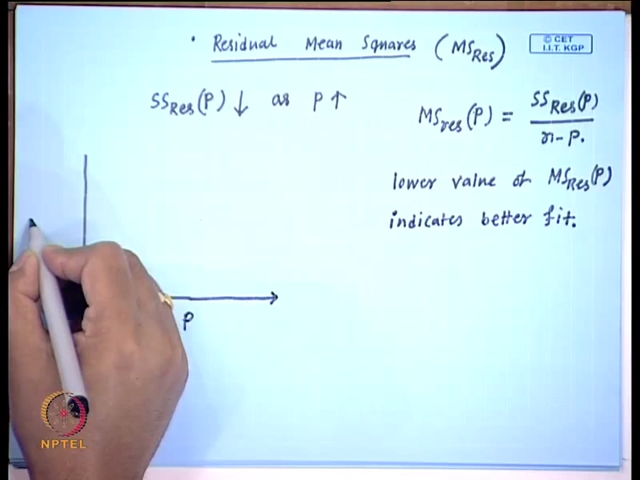 • Residual Mean Squares (MSRes)
© CET
I.I.T. KGP
SSRes(P) ↓ as P ↑
MSres(P) = SSRes(P) / n-P.
lower value of MSRes(P)
indicates better fit.
P
NPTEL